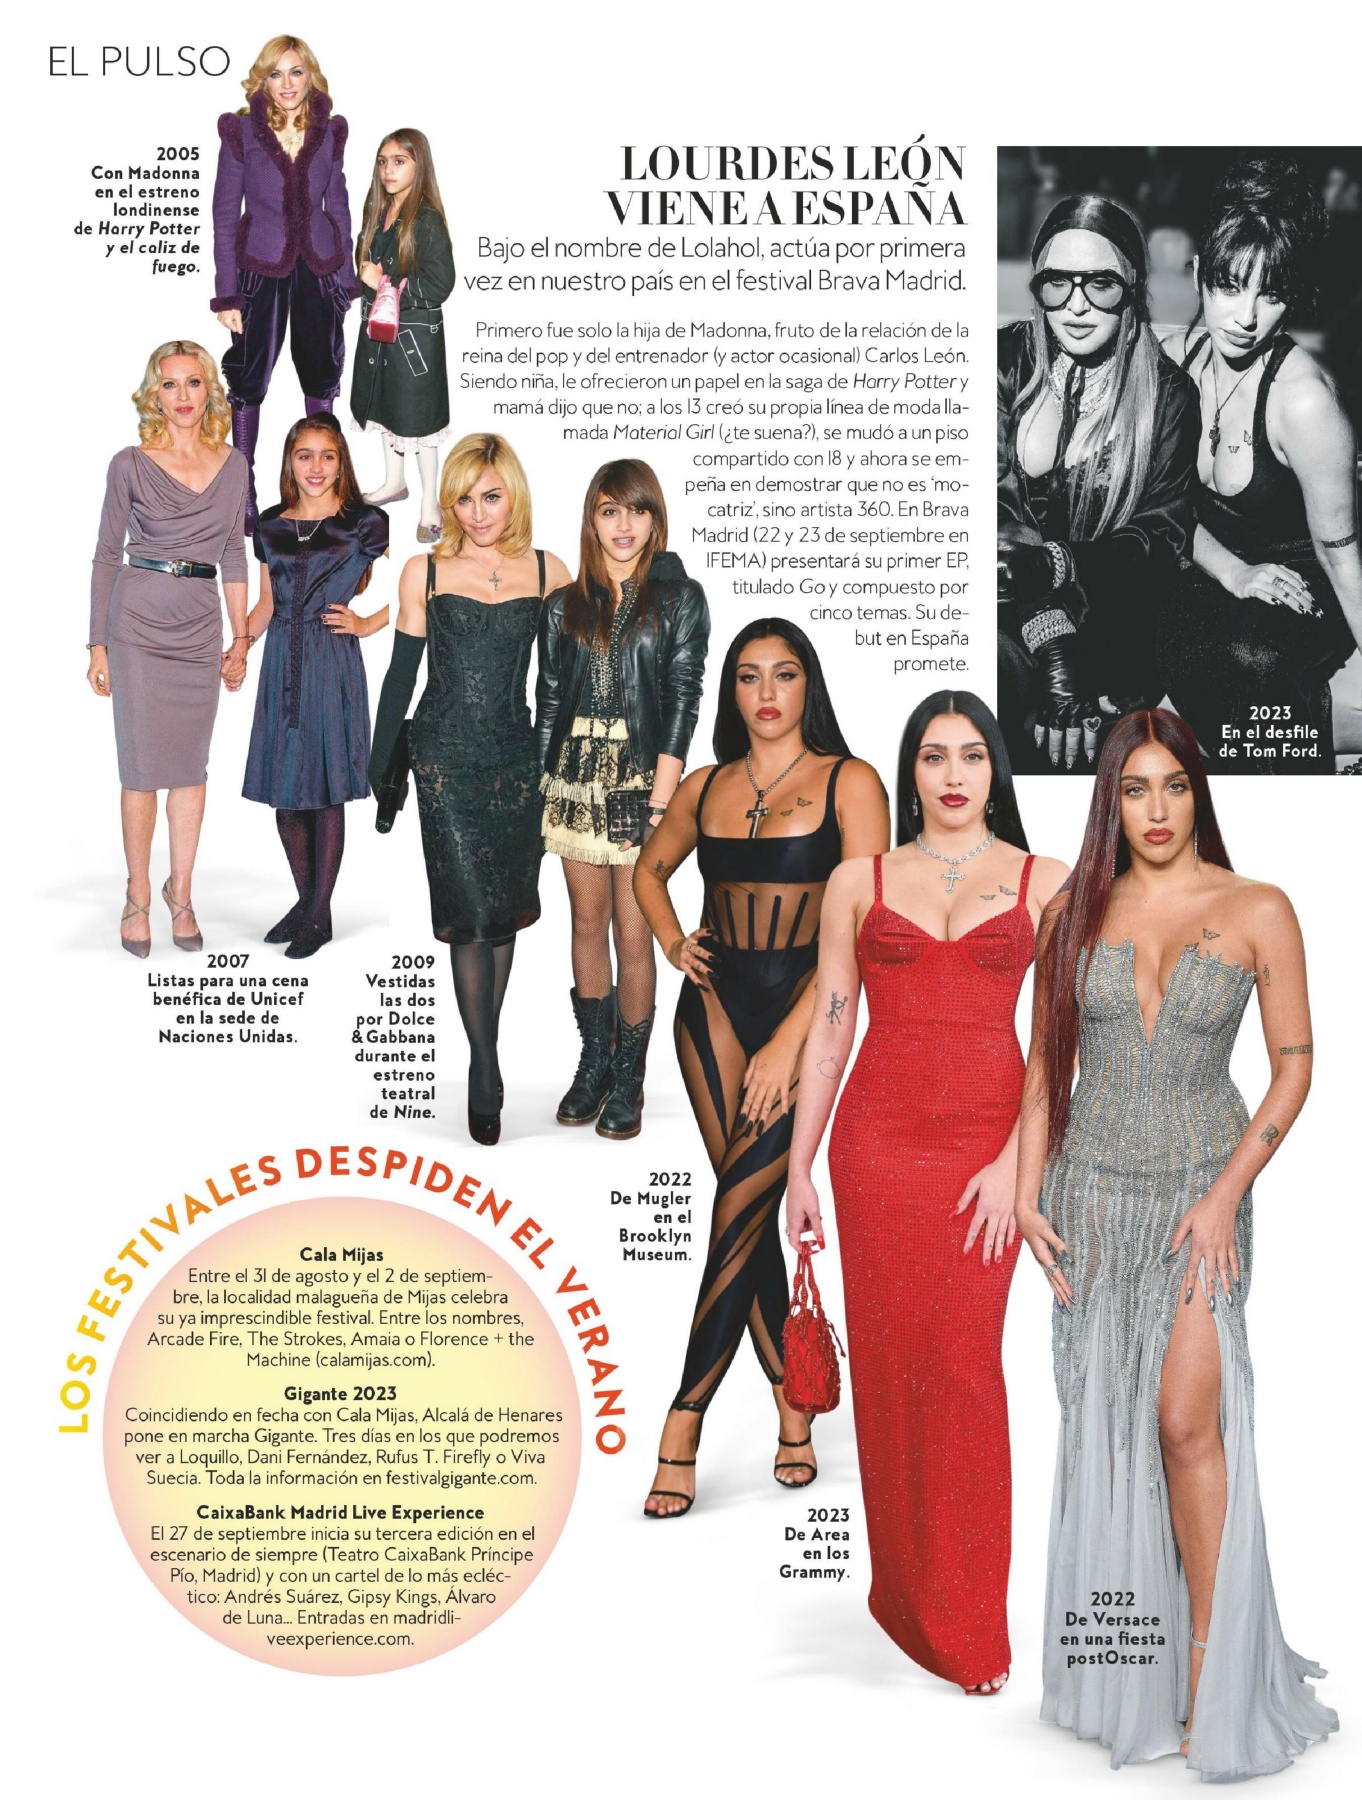 EL PULSO
2005
Con Madonna
en el estreno
londinense
de Harry Potter
y el caliz de
fuego.
LOURDES LEÓN
VIENE A ESPAÑA
Bajo el nombre de Lolahol, actúa por primera
vez en nuestro país en el festival Brava Madrid.
Primero fue solo la hija de Madonna, fruto de la relación de la
reina del pop y del entrenador (y actor ocasional) Carlos León.
Siendo niña, le ofrecieron un papel en la saga de Harry Potter y
mamá dijo que no; a los 13 creó su propia línea de moda lla-
mada Material Girl (¿te suena?), se mudó a un piso
compartido con 18 y ahora se em-
peña en demostrar que no es ‘mo-
catriz’, sino artista 360. En Brava
Madrid (22 y 23 de septiembre en
IFEMA) presentará su primer EP,
titulado Go y compuesto por
cinco temas. Su de-
but en España
promete.
2023
En el desfile
de Tom Ford.
2007
Listas para una cena
benéfica de Unicef
en la sede de
Naciones Unidas.
2009
Vestidas
las dos
por Dolce
& Gabbana
durante el
estreno
teatral
de Nine.
2022
De Mugler
en el
Brooklyn
Museum.
2023
De Area
en los
Grammy.
2022
De Versace
en una fiesta
postOscar.
LOS FESTIVALES DESPIDEN EL VERANO
Cala Mijas
Entre el 31 de agosto y el 2 de septiem-
bre, la localidad malagueña de Mijas celebra
su ya imprescindible festival. Entre los nombres,
Arcade Fire, The Strokes, Amaia o Florence + the
Machine (calamijas.com).
Gigante 2023
Coincidiendo en fecha con Cala Mijas, Alcalá de Henares
pone en marcha Gigante. Tres días en los que podremos
ver a Loquillo, Dani Fernández, Rufus T. Firefly o Viva
Suecia. Toda la información en festivalgigante.com.
CaixaBank Madrid Live Experience
El 27 de septiembre inicia su tercera edición en el
escenario de siempre (Teatro CaixaBank Príncipe
Pío, Madrid) y con un cartel de lo más ecléc-
tico: Andrés Suárez, Gipsy Kings, Álvaro
de Luna... Entradas en madridli-
veexperience.com.